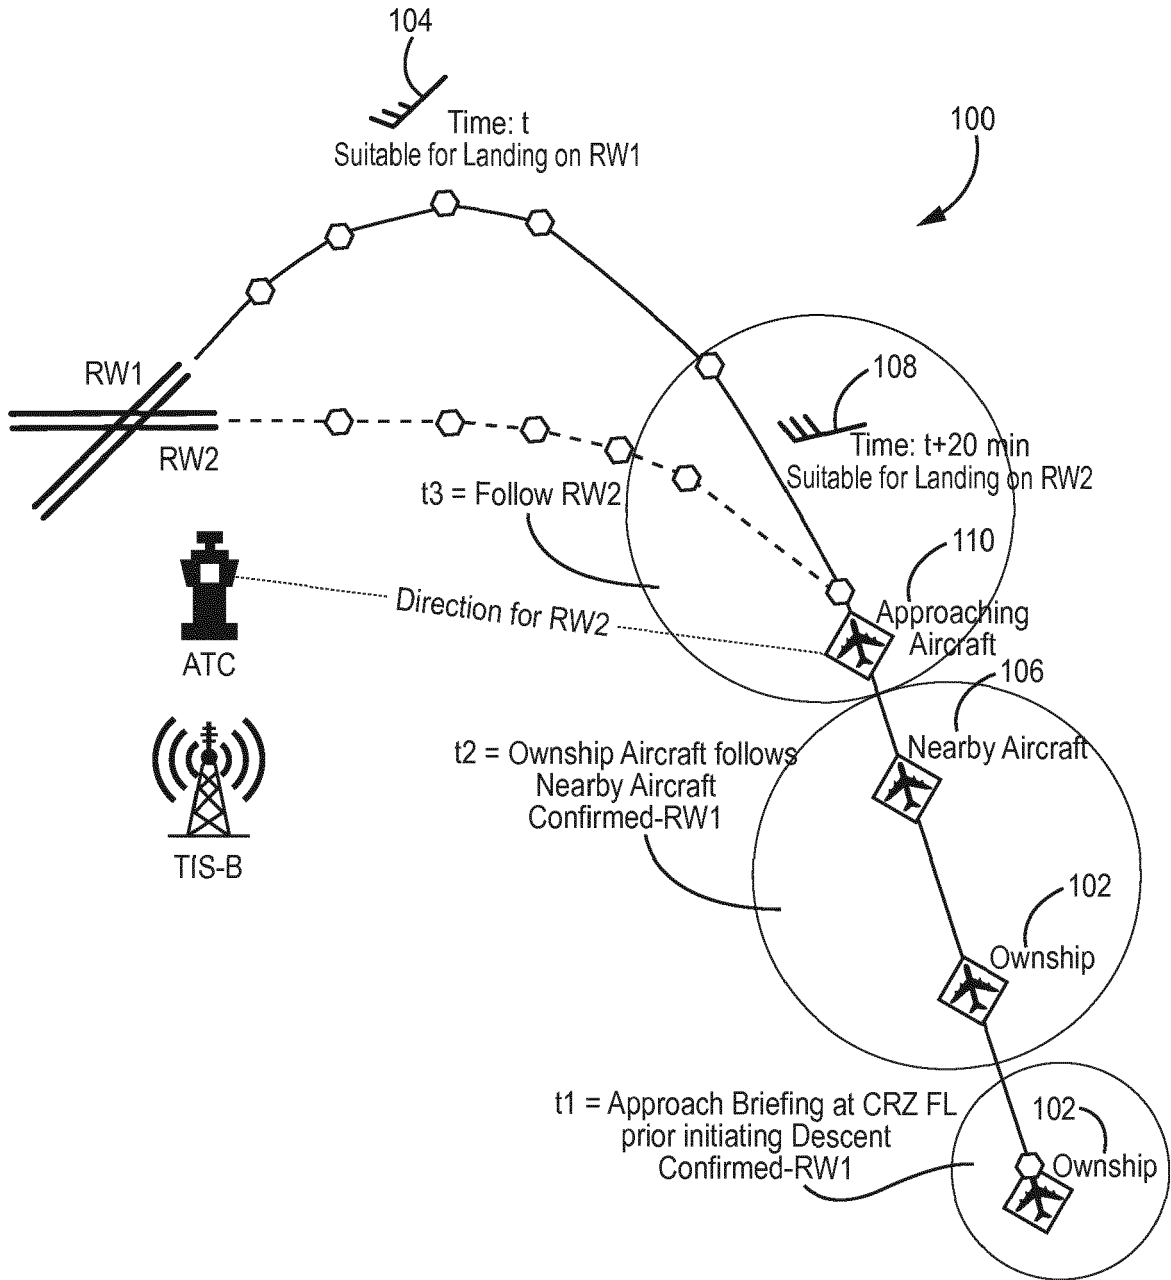 104
Time: t
Suitable for Landing on RW1
100
RW1
108
Time: t+20 min
Suitable for Landing on RW2
RW2
t3 = Follow RW2
110
Approaching
Aircraft
Direction for RW2
ATC
106
Nearby Aircraft
t2 = Ownship Aircraft follows
Nearby Aircraft
Confirmed-RW1
TIS-B
102
Ownship
t1 = Approach Briefing at CRZ FL
prior initiating Descent
Confirmed-RW1
102
Ownship